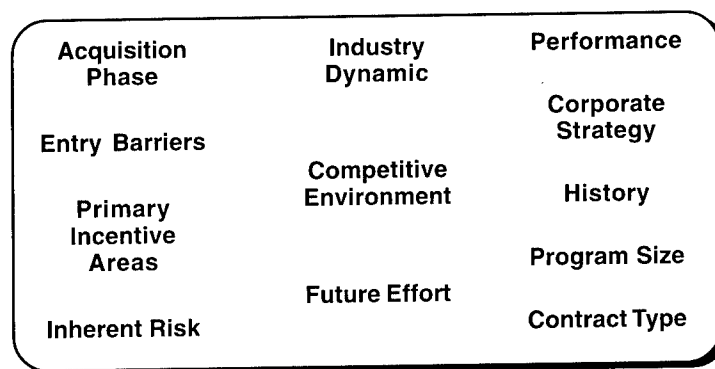 Acquisition
Phase
Entry Barriers
Primary
Incentive
Areas
Inherent Risk
Industry
Dynamic
Competitive
Environment
Future Effort
Performance
Corporate
Strategy
History
Program Size
Contract Type